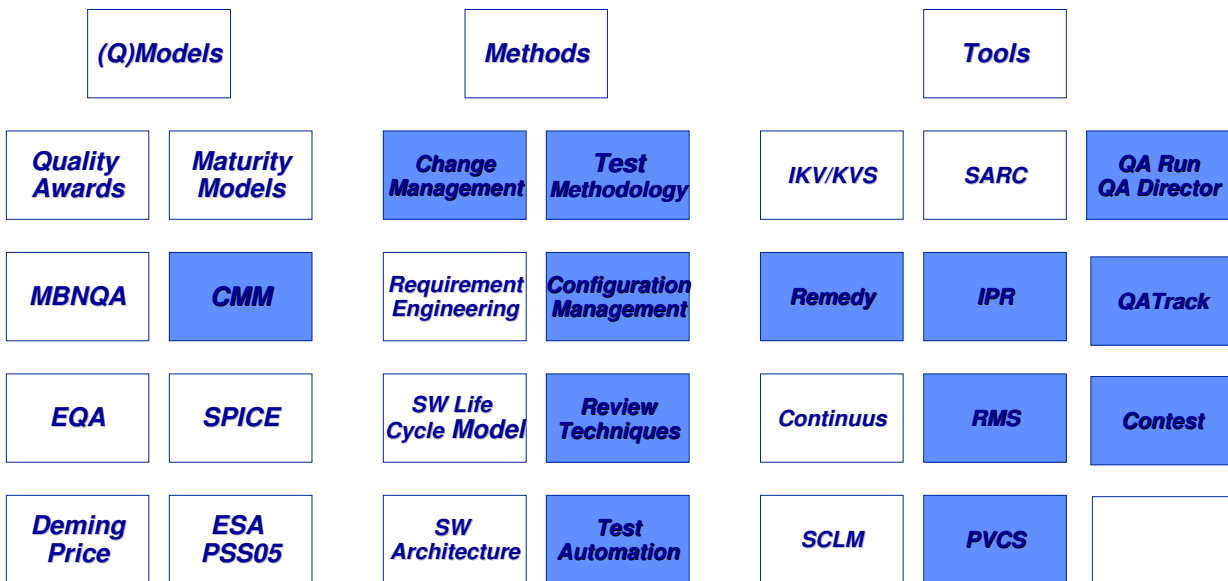 (Q)Models
Methods
Tools
Quality
Awards
Maturity
Models
Change
Management
Test
Methodology
IKV/KVS
SARC
QA Run
QA Director
MBNQA
CMM
Requirement
Engineering
Configuration
Management
Remedy
IPR
QATrack
EQA
SPICE
SW Life
Cycle Model
Review
Techniques
Continuus
RMS
Contest
Deming
Price
ESA
PSS05
SW
Architecture
Test
Automation
SCLM
PVCS